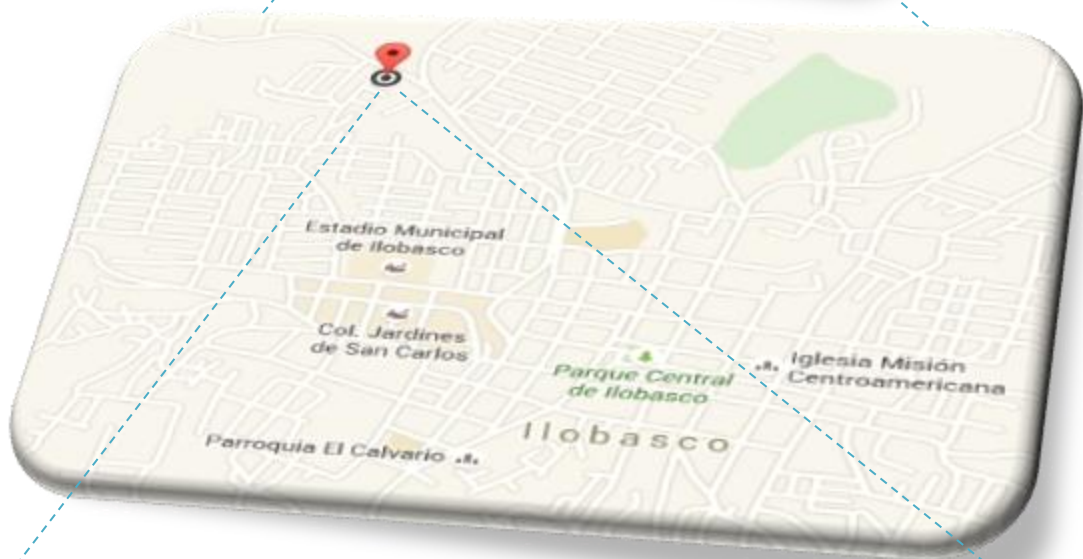 Estadio Municipal
de Ilobasco
Col. Jardines
de San Carlos
Parque Central
de Ilobasco
Iglesia Misión
Centroamericana
Ilobasco
Parroquia El Calvario